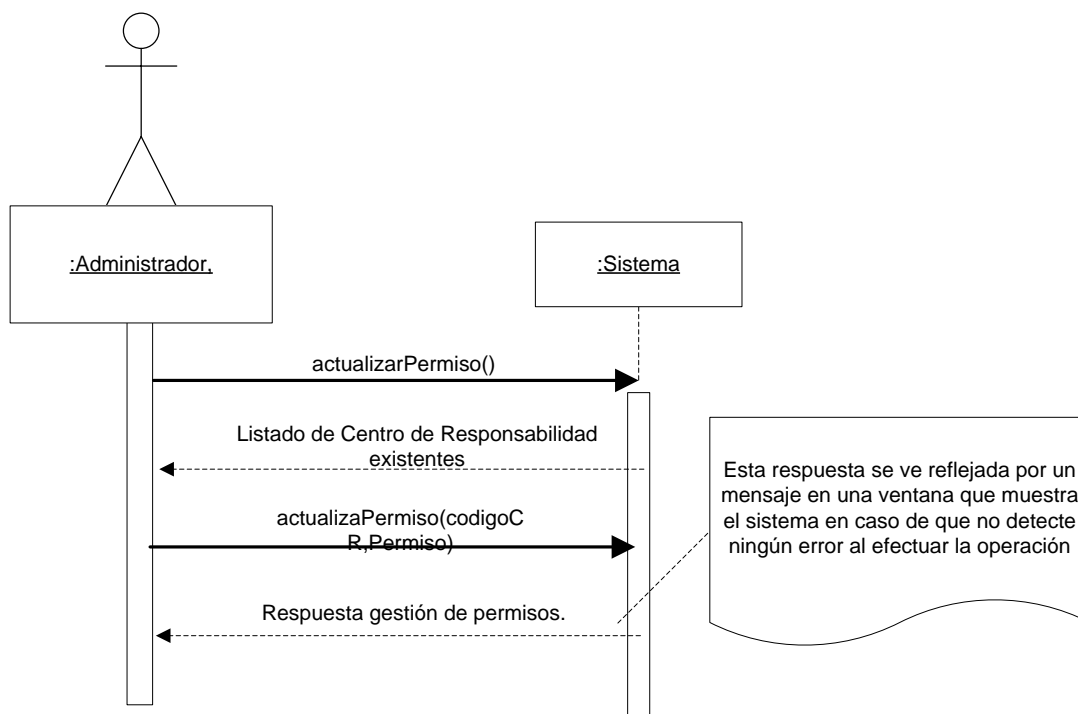 :Administrador,
:Sistema
actualizarPermiso()
Listado de Centro de Responsabilidad
existentes
actualizaPermiso(codigoC
R,Permiso)
Respuesta gestión de permisos.
Esta respuesta se ve reflejada por un
mensaje en una ventana que muestra
el sistema en caso de que no detecte
ningún error al efectuar la operación